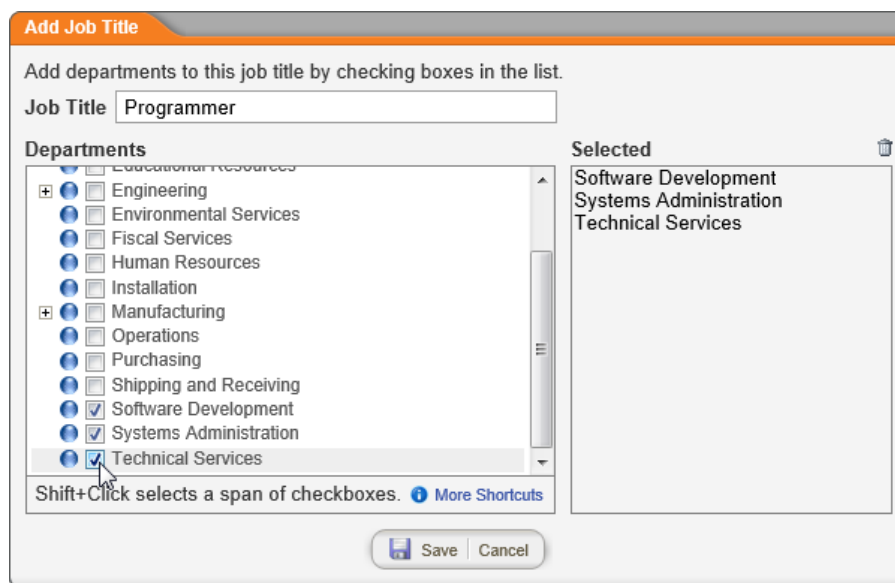 Add Job Title
Add departments to this job title by checking boxes in the list.
Job Title Programmer
Departments
Selected
Educational Resources
Engineering
Environmental Services
Fiscal Services
Human Resources
Installation
Manufacturing
Operations
Purchasing
Shipping and Receiving
Software Development
Systems Administration
Technical Services
Shift+Click selects a span of checkboxes. More Shortcuts
Software Development
Systems Administration
Technical Services
Save Cancel